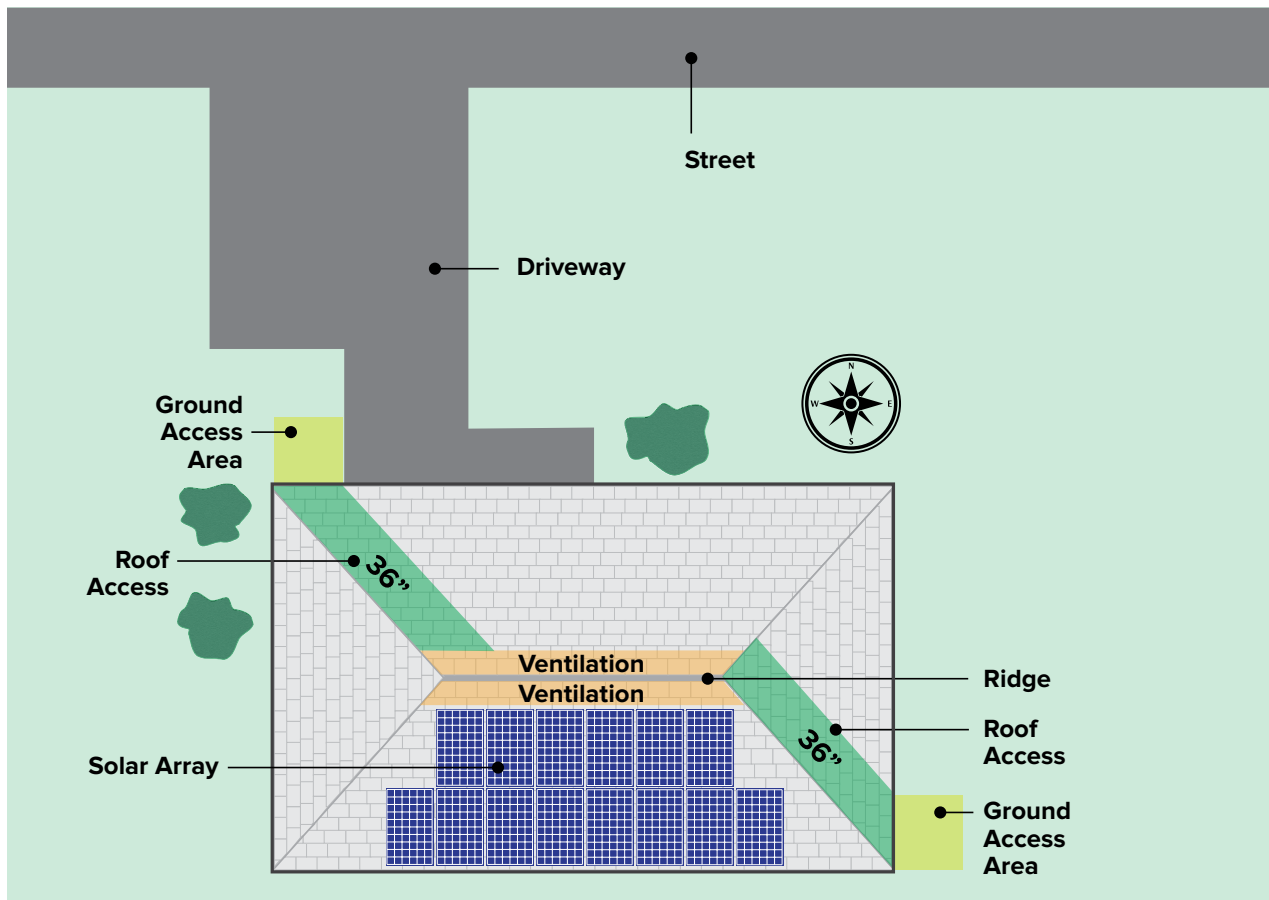 Street
Driveway
N
W
E
S
Ground
Access
Area
Roof
Access
36”
Ventilation
Ventilation
Ridge
Roof
Access
36”
Solar Array
Ground
Access
Area